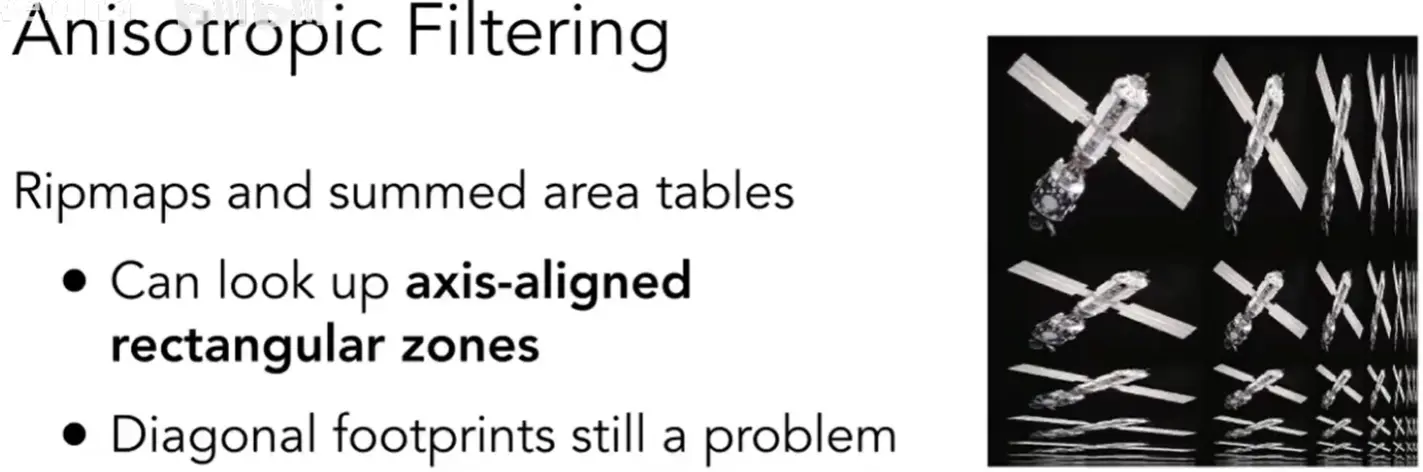 Anisotropic Filtering
Ripmaps and summed area tables
• Can look up axis-aligned
rectangular zones
• Diagonal footprints still a problem